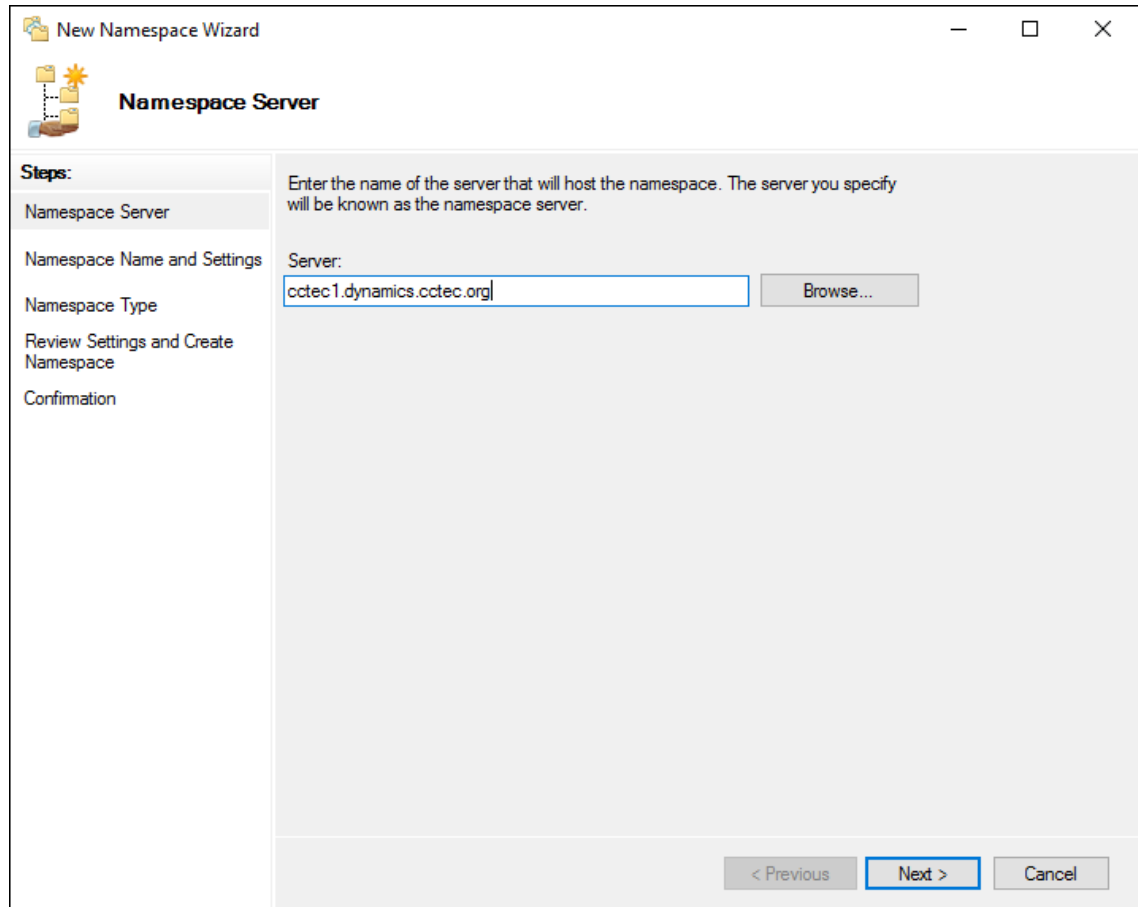 New Namespace Wizard
Namespace Server
Steps:
Namespace Server
Namespace Name and Settings
Namespace Type
Review Settings and Create
Namespace
Confirmation
Enter the name of the server that will host the namespace. The server you specify
will be known as the namespace server.
Server:
cctec1.dynamics.cctec.org
Browse...
< Previous
Next >
Cancel